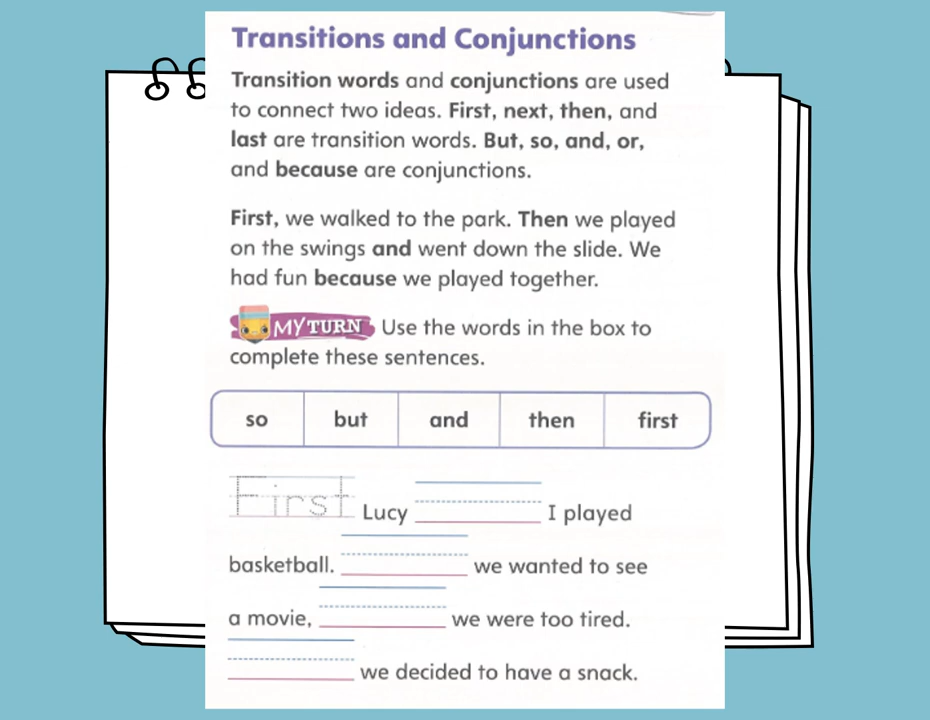 Transitions and Conjunctions
Transition words and conjunctions are used
to connect two ideas. First, next, then, and
last are transition words. But, so, and, or,
and because are conjunctions.
First, we walked to the park. Then we played
on the swings and went down the slide. We
had fun because we played together.
MY TURN Use the words in the box to
complete these sentences.
so but and then first
First Lucy I played
basketball. we wanted to see
a movie, we were too tired.
we decided to have a snack.